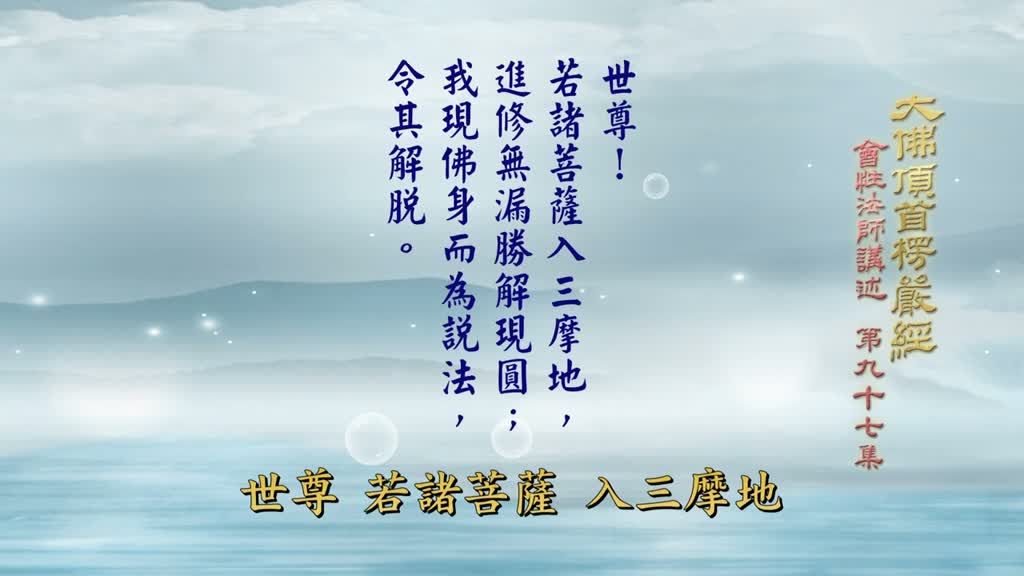 大佛頂首楞嚴經
會性法師講述 第九十七集
世尊！
若諸菩薩入三摩地，
進修無漏勝解現圓；
我現佛身而為説法，
令其解脱。
世尊 若諸菩薩 入三摩地